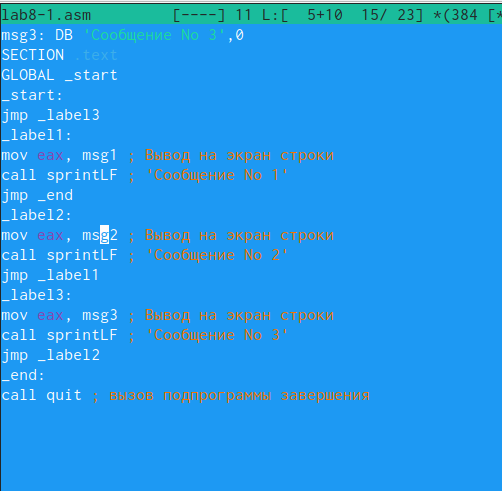 lab8-1.asm [----] 11 L:[ 5+10 15/ 23] *(384 [*
msg3: DB 'Сообщение No 3',0
SECTION .text
GLOBAL _start
_start:
jmp _label3
_label1:
mov eax, msg1 ; Вывод на экран строки
call sprintLF ; 'Сообщение No 1'
jmp _end
_label2:
mov eax, msg2 ; Вывод на экран строки
call sprintLF ; 'Сообщение No 2'
jmp _label1
_label3:
mov eax, msg3 ; Вывод на экран строки
call sprintLF ; 'Сообщение No 3'
jmp _label2
_end:
call quit ; вызов подпрограммы завершения